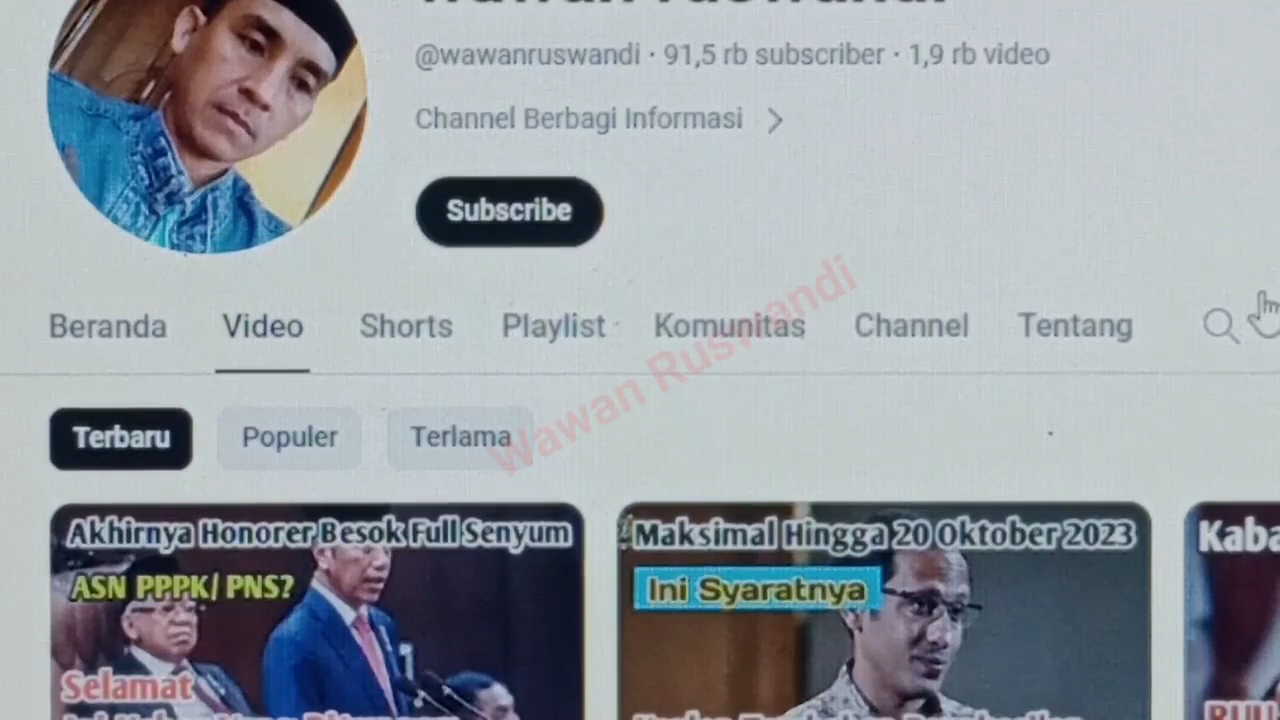 @wawanruswandi · 91,5 rb subscriber · 1,9 rb video
Channel Berbagi Informasi
Subscribe
Beranda Video Shorts Playlist Komunitas Channel Tentang
Wawan Ruswandi
Terbaru Populer Terlama
Akhirnya Honorer Besok Full Senyum
ASN PPPK/ PNS?
Selamat
Maksimal Hingga 20 Oktober 2023
Ini Syaratnya